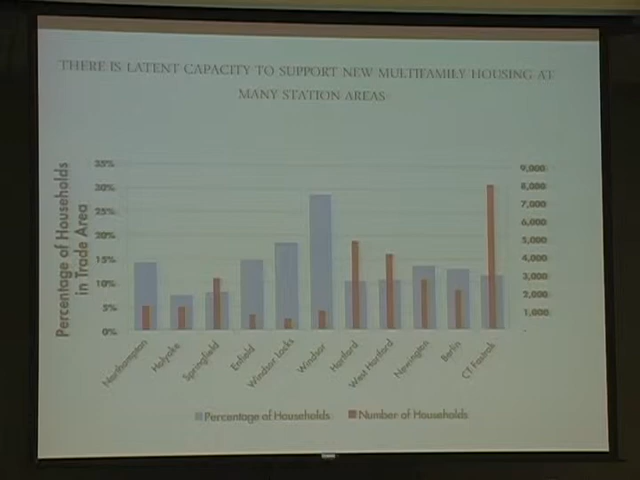 THERE IS LATENT CAPACITY TO SUPPORT NEW MULTIFAMILY HOUSING AT
MANY STATION AREAS
Percentage of Households
in Trade Area
35%
30%
25%
20%
15%
10%
5%
0%
9,000
8,000
7,000
6,000
5,000
4,000
3,000
2,000
1,000
-
Northampton
Holyoke
Springfield
Enfield
Windsor Locks
Windsor
Hartford
West Hartford
Newington
Berlin
CT Fastrak
Percentage of Households
Number of Households